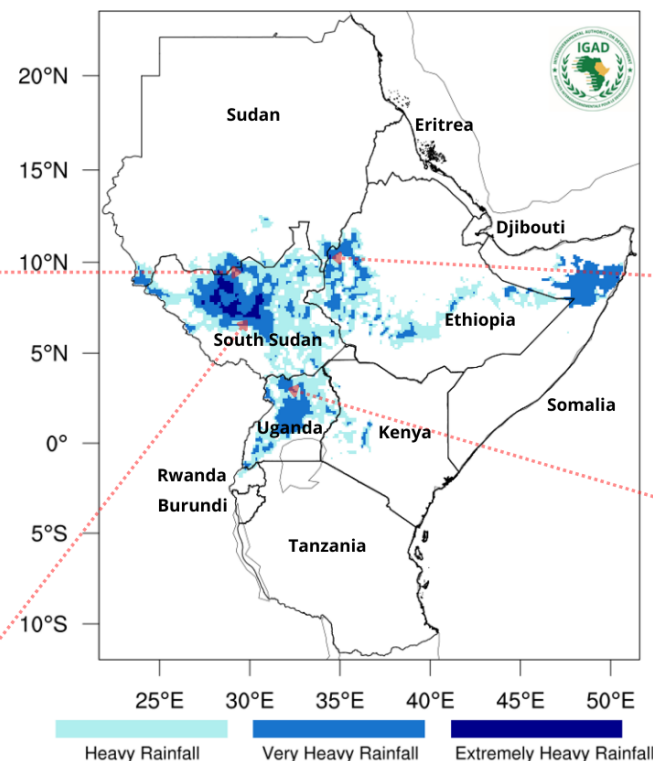 IGAD
20°N
Sudan
Eritrea
15°N
Djibouti
10°N
Ethiopia
South Sudan
5°N
Somalia
Uganda
Kenya
0°
Rwanda
Burundi
5°S
Tanzania
10°S
25°E 30°E 35°E 40°E 45°E 50°E
Heavy Rainfall Very Heavy Rainfall Extremely Heavy Rainfall